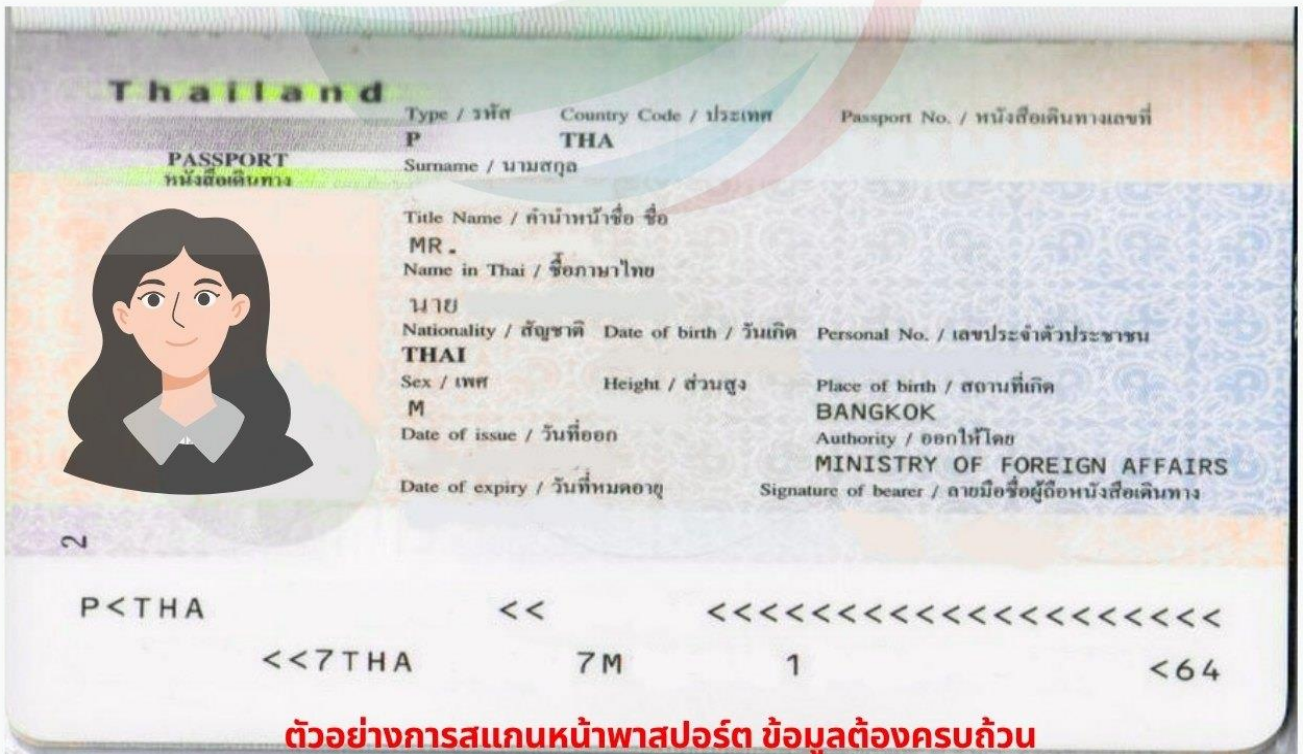 Thailand
Type / รหัส Country Code / ประเทศ Passport No. / หนังสือเดินทางเลขที่
P THA
PASSPORT
หนังสือเดินทาง
Surname / นามสกุล
Title Name / คำนำหน้าชื่อ ชื่อ
MR.
Name in Thai / ชื่อภาษาไทย
นาย
Nationality / สัญชาติ Date of birth / วันเกิด Personal No. / เลขประจำตัวประชาชน
THAI
Sex / เพศ Height / ส่วนสูง Place of birth / สถานที่เกิด
M BANGKOK
Date of issue / วันที่ออก Authority / ออกให้โดย
MINISTRY OF FOREIGN AFFAIRS
Date of expiry / วันที่หมดอายุ Signature of bearer / ลายมือชื่อผู้ถือหนังสือเดินทาง
2
P<THA << <<<<<<<<<<<<<<<<<<<<
<<7THA 7M 1 <64
ตัวอย่างการสแกนหน้าพาสปอร์ต ข้อมูลต้องครบถ้วน